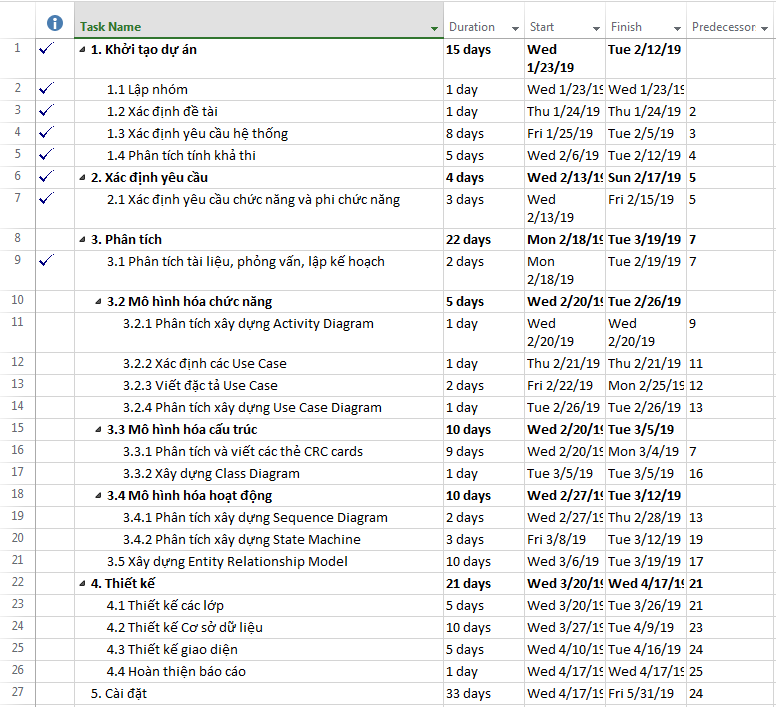 Task Name Duration Start Finish Predecessor
1 1. Khởi tạo dự án 15 days Wed Tue 2/12/19
1/23/19
2 1.1 Lập nhóm 1 day Wed 1/23/19 Wed 1/23/19
3 1.2 Xác định đề tài 1 day Thu 1/24/19 Thu 1/24/19 2
4 1.3 Xác định yêu cầu hệ thống 8 days Fri 1/25/19 Tue 2/5/19 3
5 1.4 Phân tích tính khả thi 5 days Wed 2/6/19 Tue 2/12/19 4
6 2. Xác định yêu cầu 4 days Wed 2/13/19 Sun 2/17/19 5
7 2.1 Xác định yêu cầu chức năng và phi chức năng 3 days Wed Fri 2/15/19 5
2/13/19
8 3. Phân tích 22 days Mon 2/18/19 Tue 3/19/19 7
9 3.1 Phân tích tài liệu, phỏng vấn, lập kế hoạch 2 days Mon Tue 2/19/19 7
2/18/19
10 3.2 Mô hình hóa chức năng 5 days Wed 2/20/19 Tue 2/26/19
11 3.2.1 Phân tích xây dựng Activity Diagram 1 day Wed Wed 9
2/20/19 2/20/19
12 3.2.2 Xác định các Use Case 1 day Thu 2/21/19 Thu 2/21/19 11
13 3.2.3 Viết đặc tả Use Case 2 days Fri 2/22/19 Mon 2/25/19 12
14 3.2.4 Phân tích xây dựng Use Case Diagram 1 day Tue 2/26/19 Tue 2/26/19 13
15 3.3 Mô hình hóa cấu trúc 10 days Wed 2/20/19 Tue 3/5/19
16 3.3.1 Phân tích và viết các thẻ CRC cards 9 days Wed 2/20/19 Mon 3/4/19 7
17 3.3.2 Xây dựng Class Diagram 1 day Tue 3/5/19 Tue 3/5/19 16
18 3.4 Mô hình hóa hoạt động 10 days Wed 2/27/19 Tue 3/12/19
19 3.4.1 Phân tích xây dựng Sequence Diagram 2 days Wed 2/27/19 Thu 2/28/19 13
20 3.4.2 Phân tích xây dựng State Machine 3 days Fri 3/8/19 Tue 3/12/19 19
21 3.5 Xây dựng Entity Relationship Model 10 days Wed 3/6/19 Tue 3/19/19 17
22 4. Thiết kế 21 days Wed 3/20/19 Wed 4/17/19 21
23 4.1 Thiết kế các lớp 5 days Wed 3/20/19 Tue 3/26/19 21
24 4.2 Thiết kế Cơ sở dữ liệu 10 days Wed 3/27/19 Tue 4/9/19 23
25 4.3 Thiết kế giao diện 5 days Wed 4/10/19 Tue 4/16/19 24
26 4.4 Hoàn thiện báo cáo 1 day Wed 4/17/19 Wed 4/17/19 25
27 5. Cài đặt 33 days Wed 4/17/19 Fri 5/31/19 24